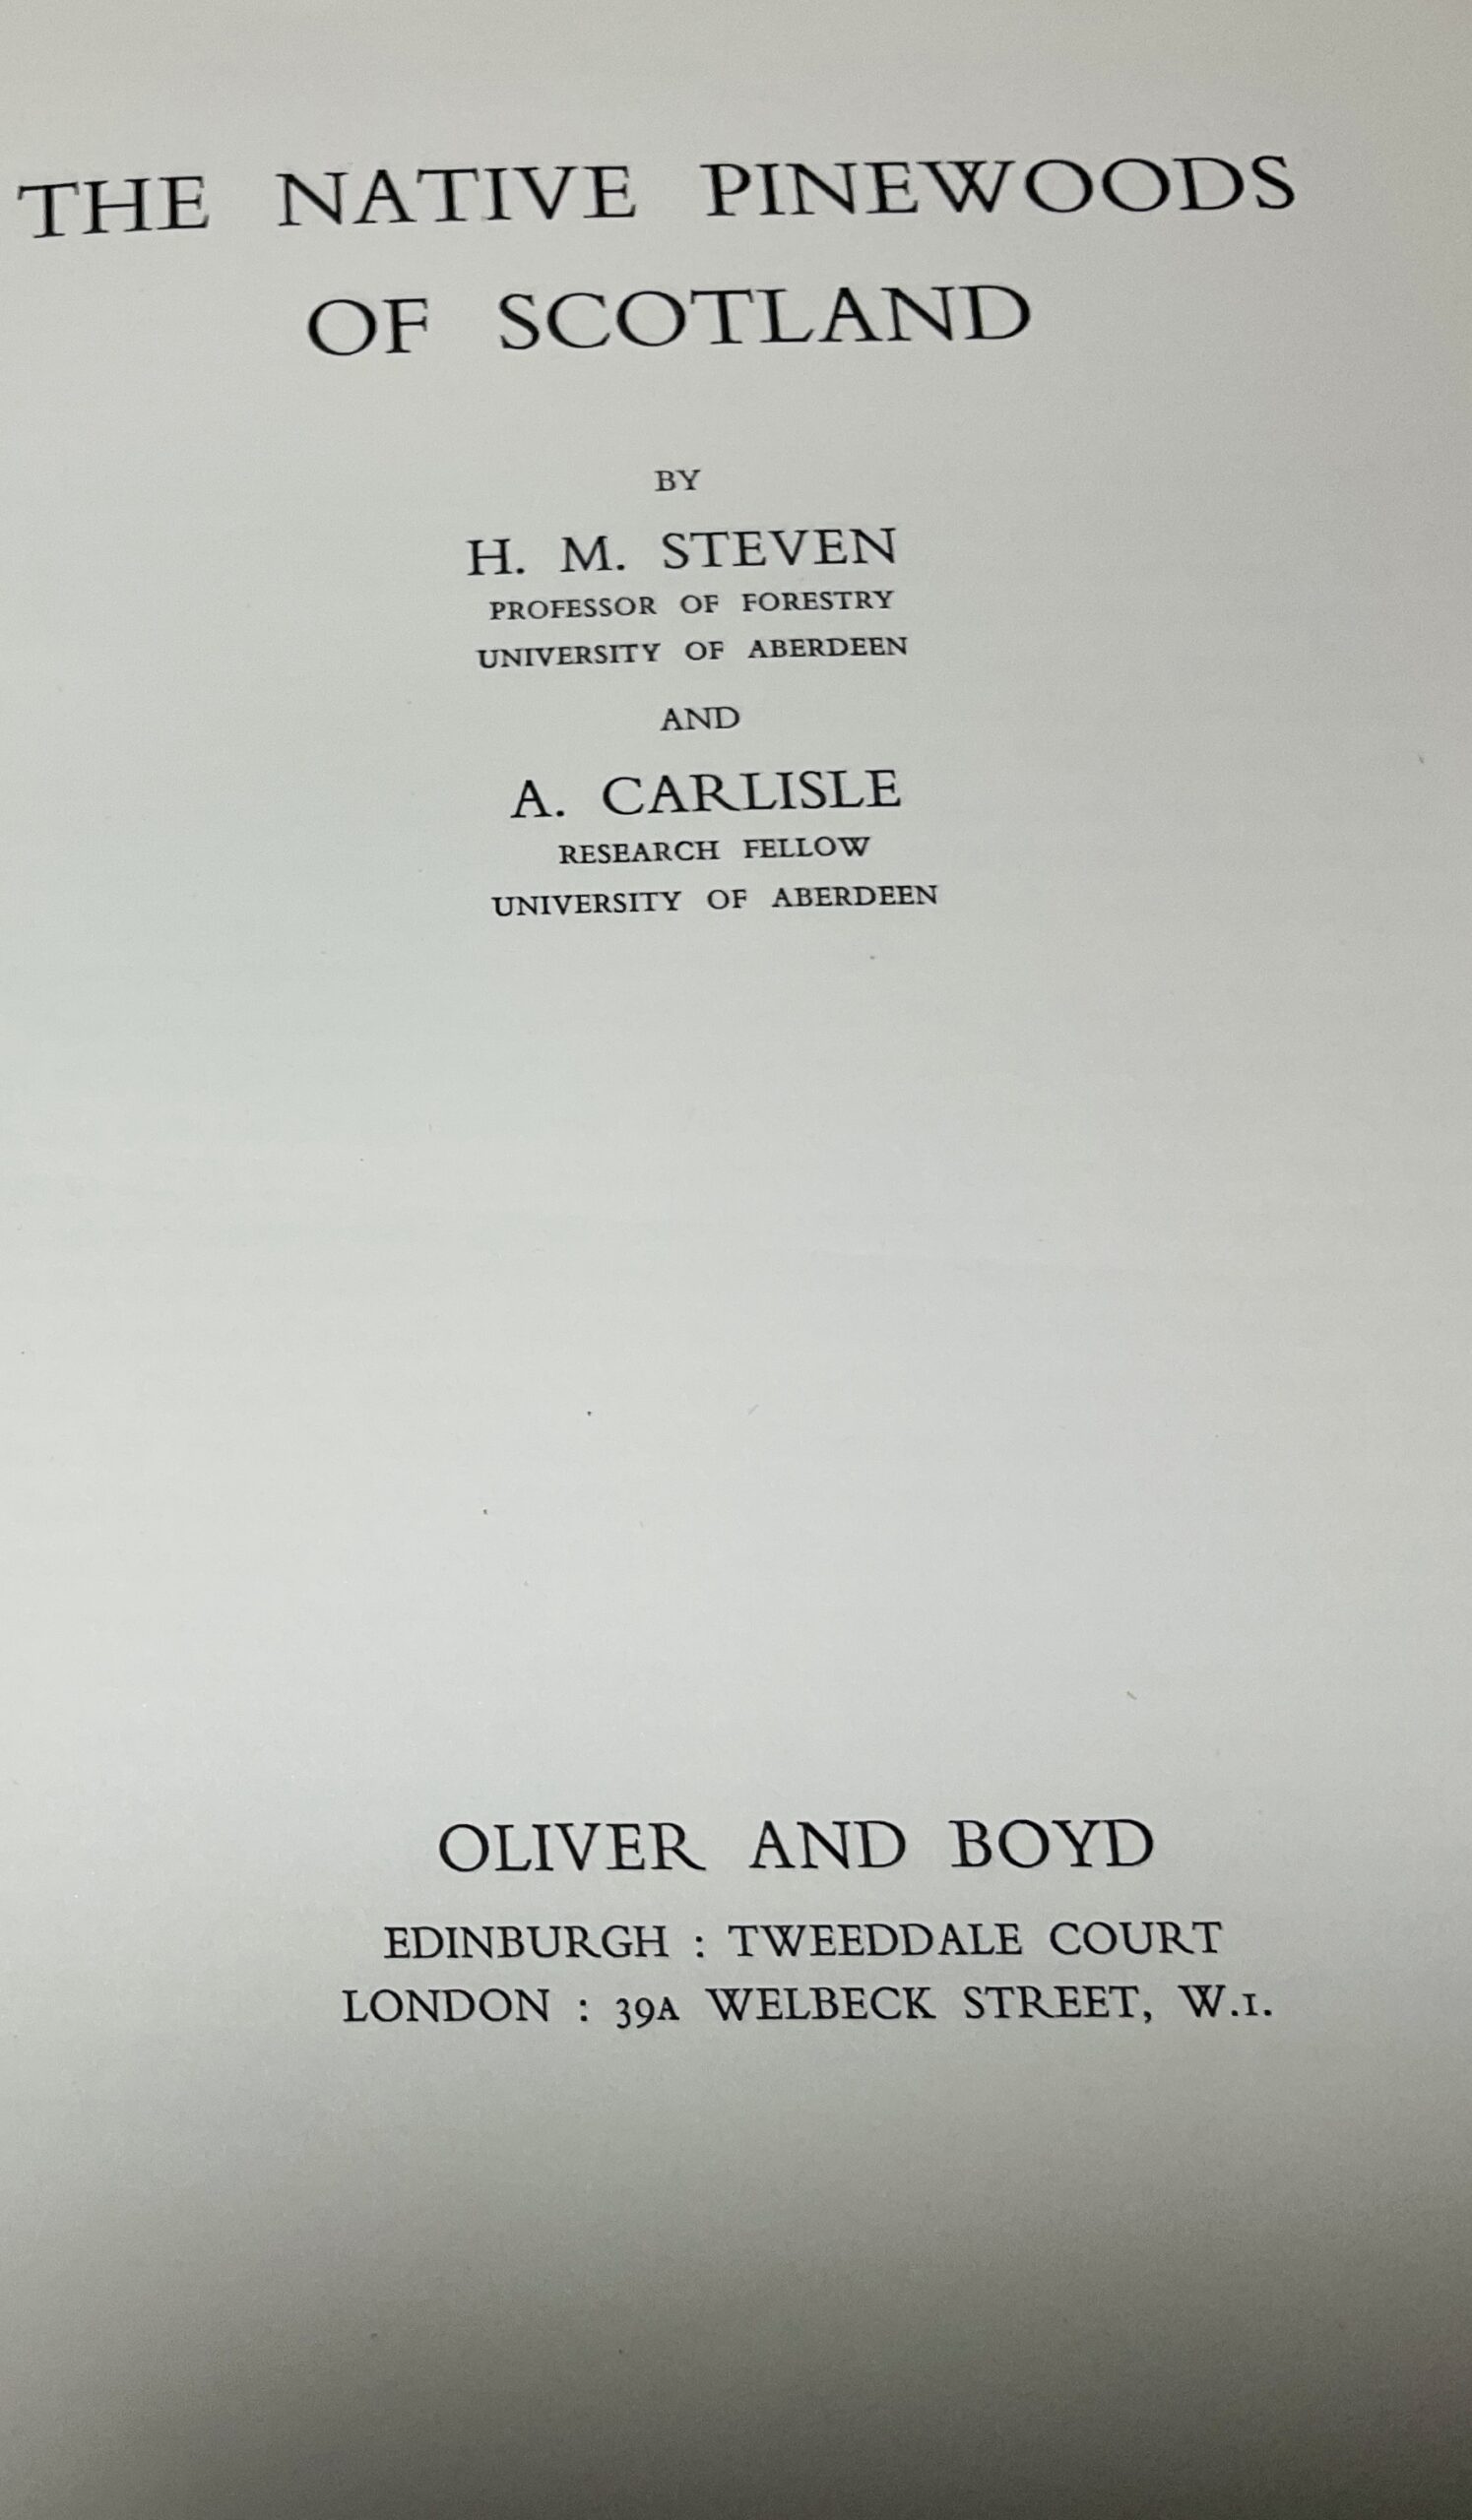 THE NATIVE PINEWOODS
OF SCOTLAND
BY
H. M. STEVEN
PROFESSOR OF FORESTRY
UNIVERSITY OF ABERDEEN
AND
A. CARLISLE
RESEARCH FELLOW
UNIVERSITY OF ABERDEEN
OLIVER AND BOYD
EDINBURGH : TWEEDDALE COURT
LONDON : 39A WELBECK STREET, W.1.